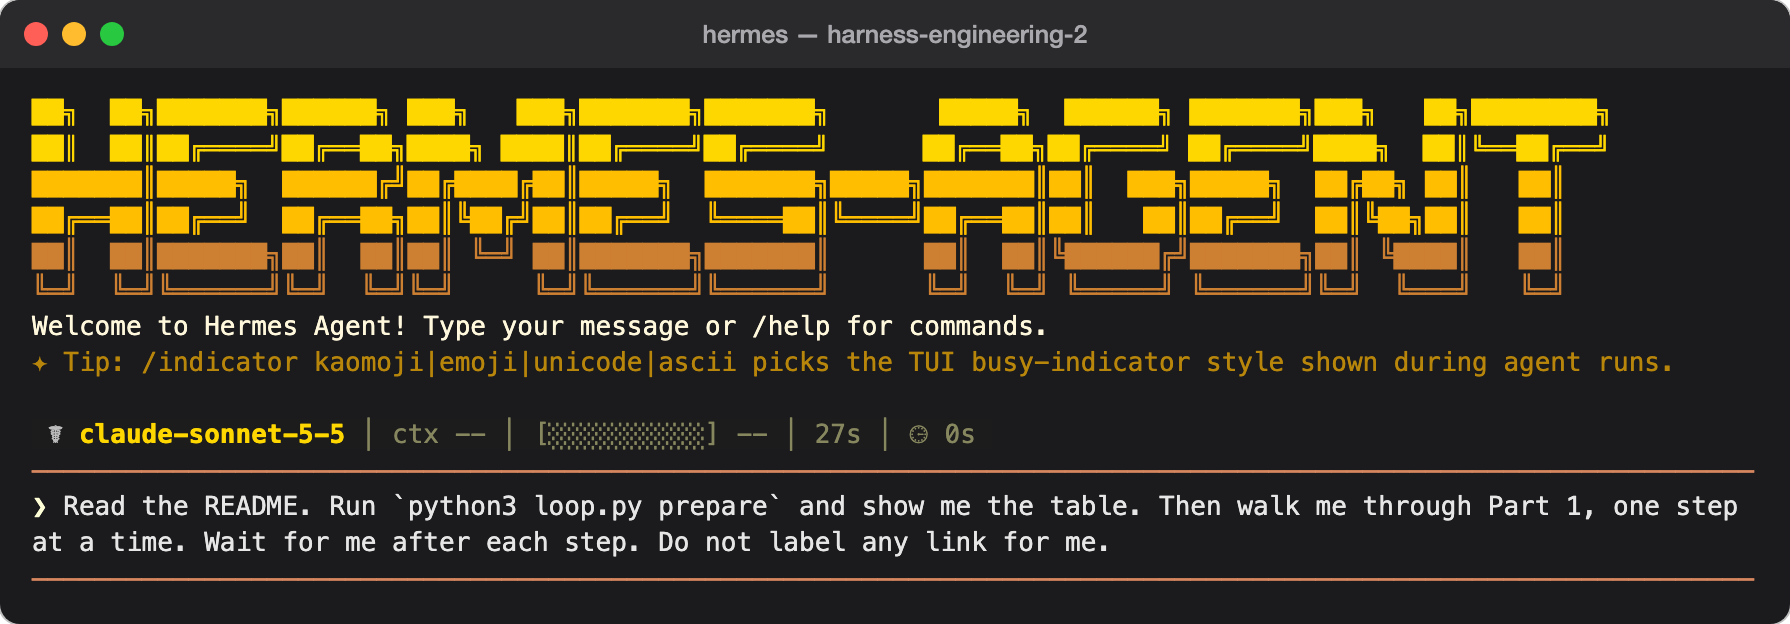 hermes — harness-engineering-2
HERMES-AGENT
Welcome to Hermes Agent! Type your message or /help for commands.
✦ Tip: /indicator kaomoji|emoji|unicode|ascii picks the TUI busy-indicator style shown during agent runs.
☤ claude-sonnet-5-5 │ ctx -- │ [░░░░░░░░░░] -- │ 27s │ ⏲ 0s
❯ Read the README. Run `python3 loop.py prepare` and show me the table. Then walk me through Part 1, one step
at a time. Wait for me after each step. Do not label any link for me.